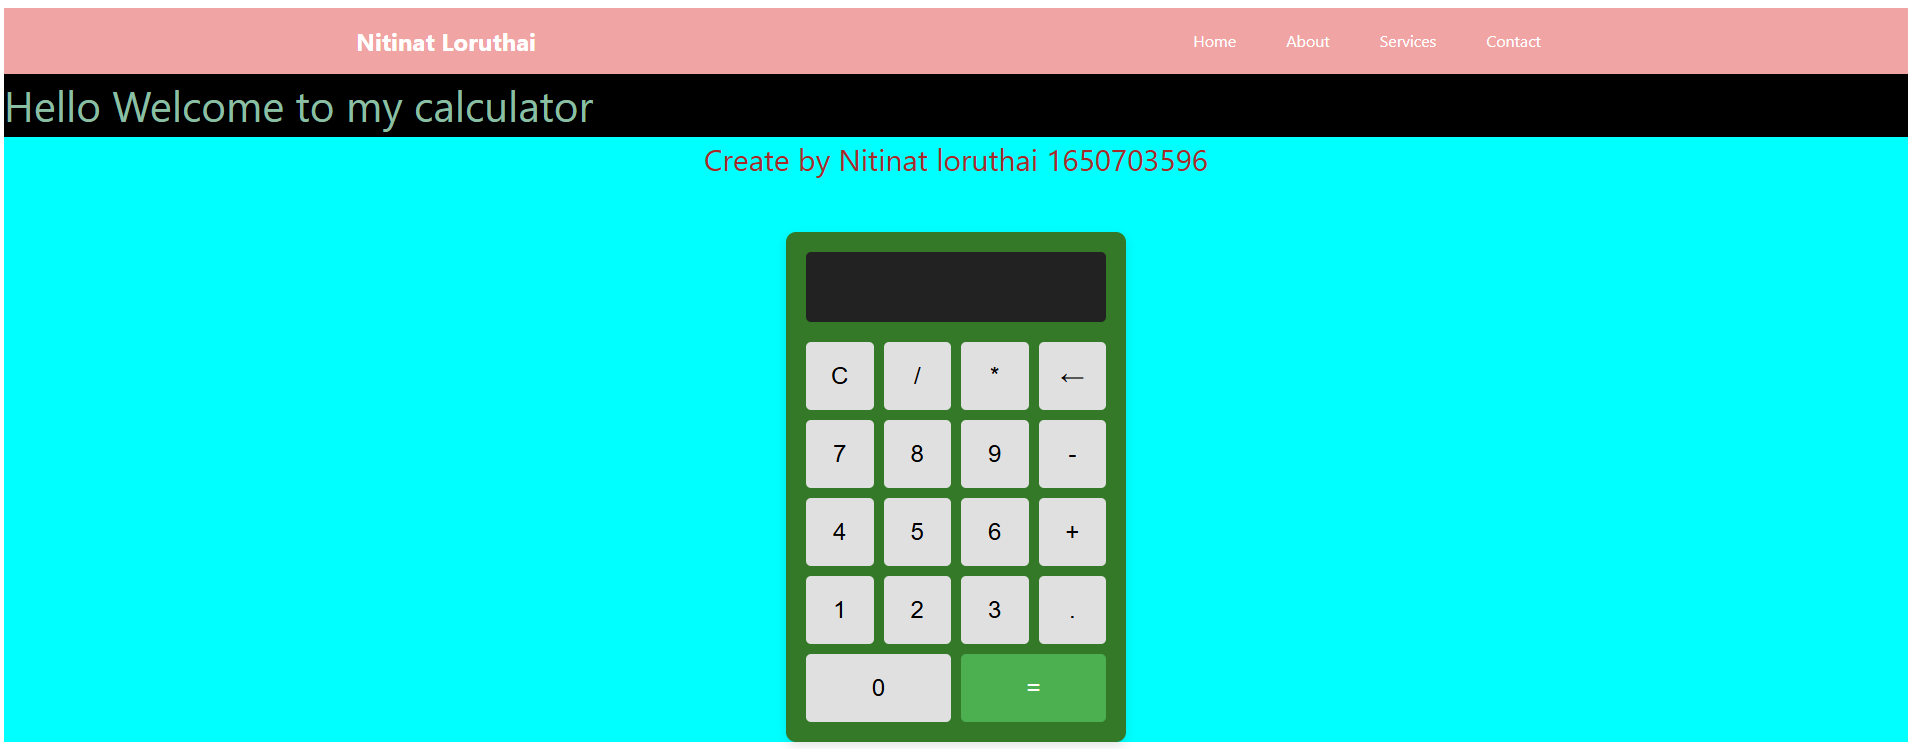 Nitinat Loruthai Home About Services Contact
Hello Welcome to my calculator
Create by Nitinat loruthai 1650703596
C / * ←
7 8 9 -
4 5 6 +
1 2 3 .
0 =